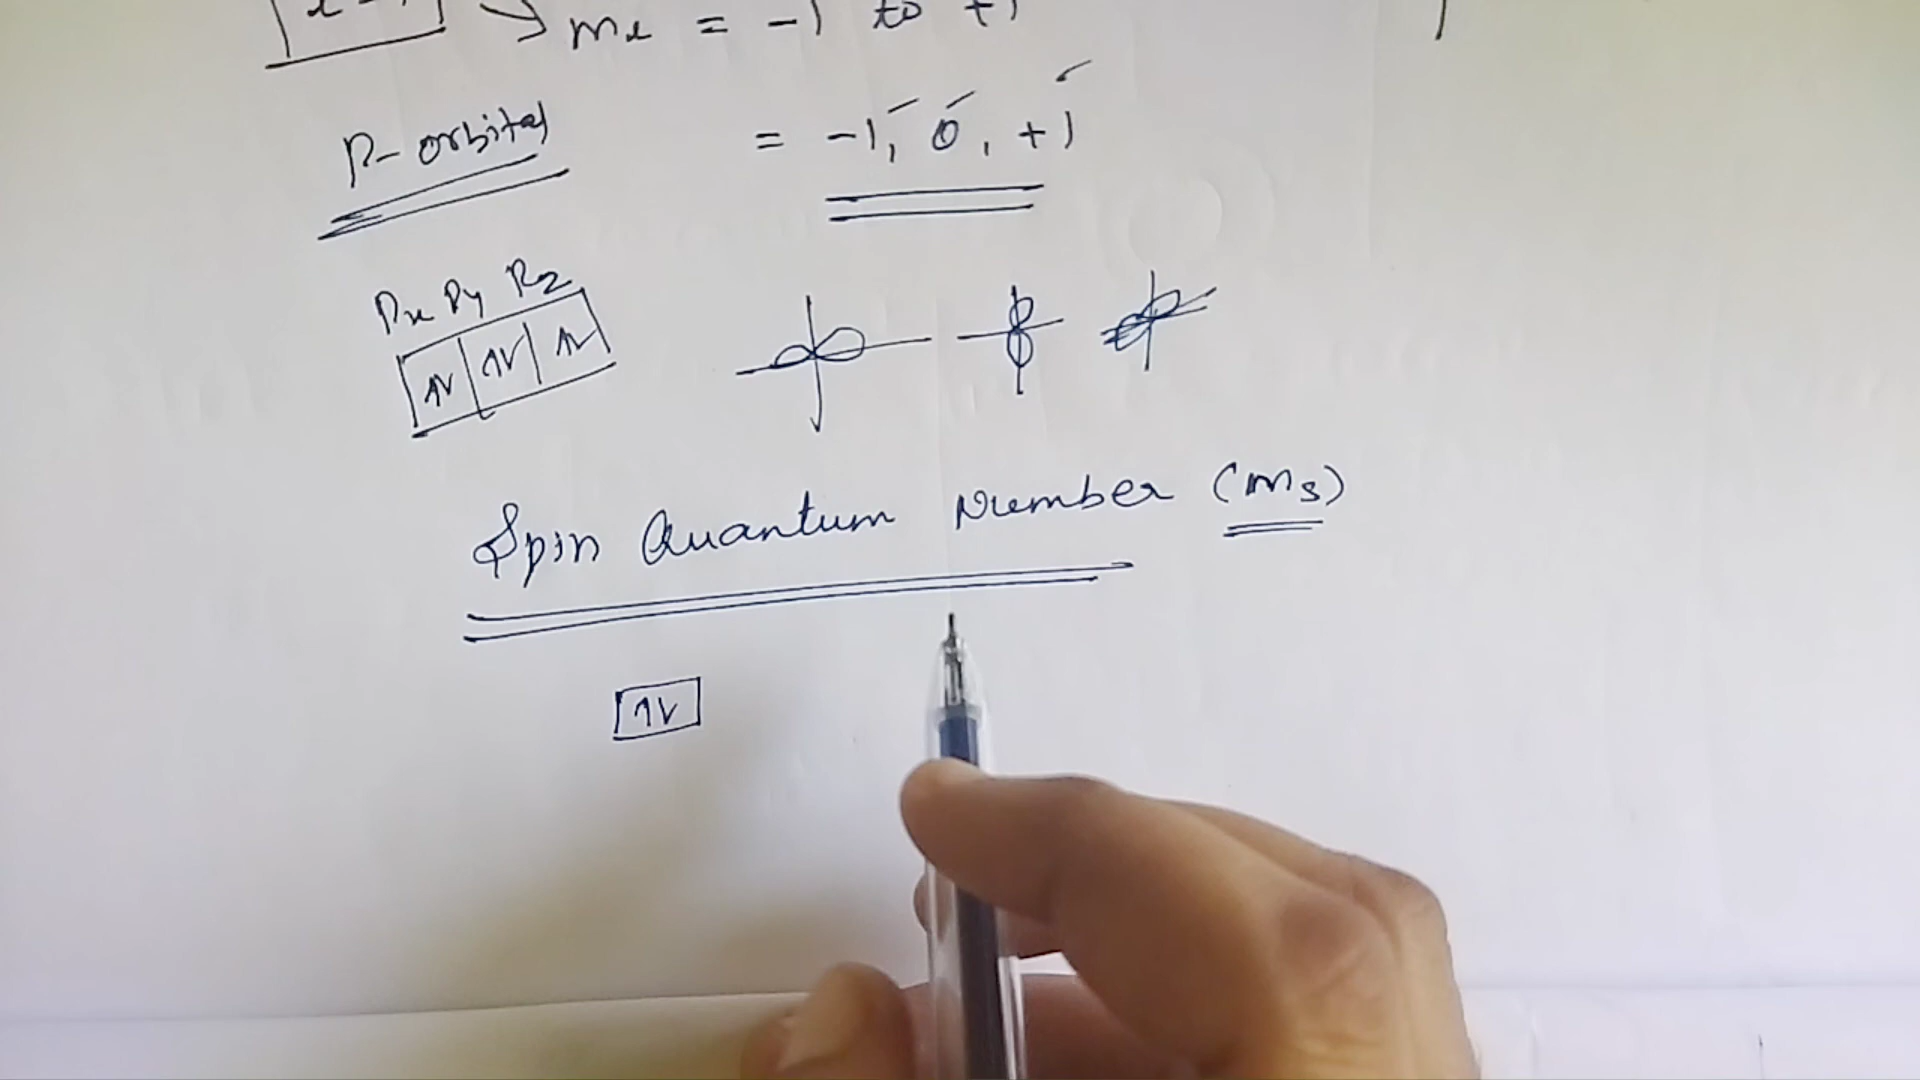 mℓ = -1 to +1
P-orbital = -1, 0, +1
Px Py Pz
Spin Quantum Number (ms)